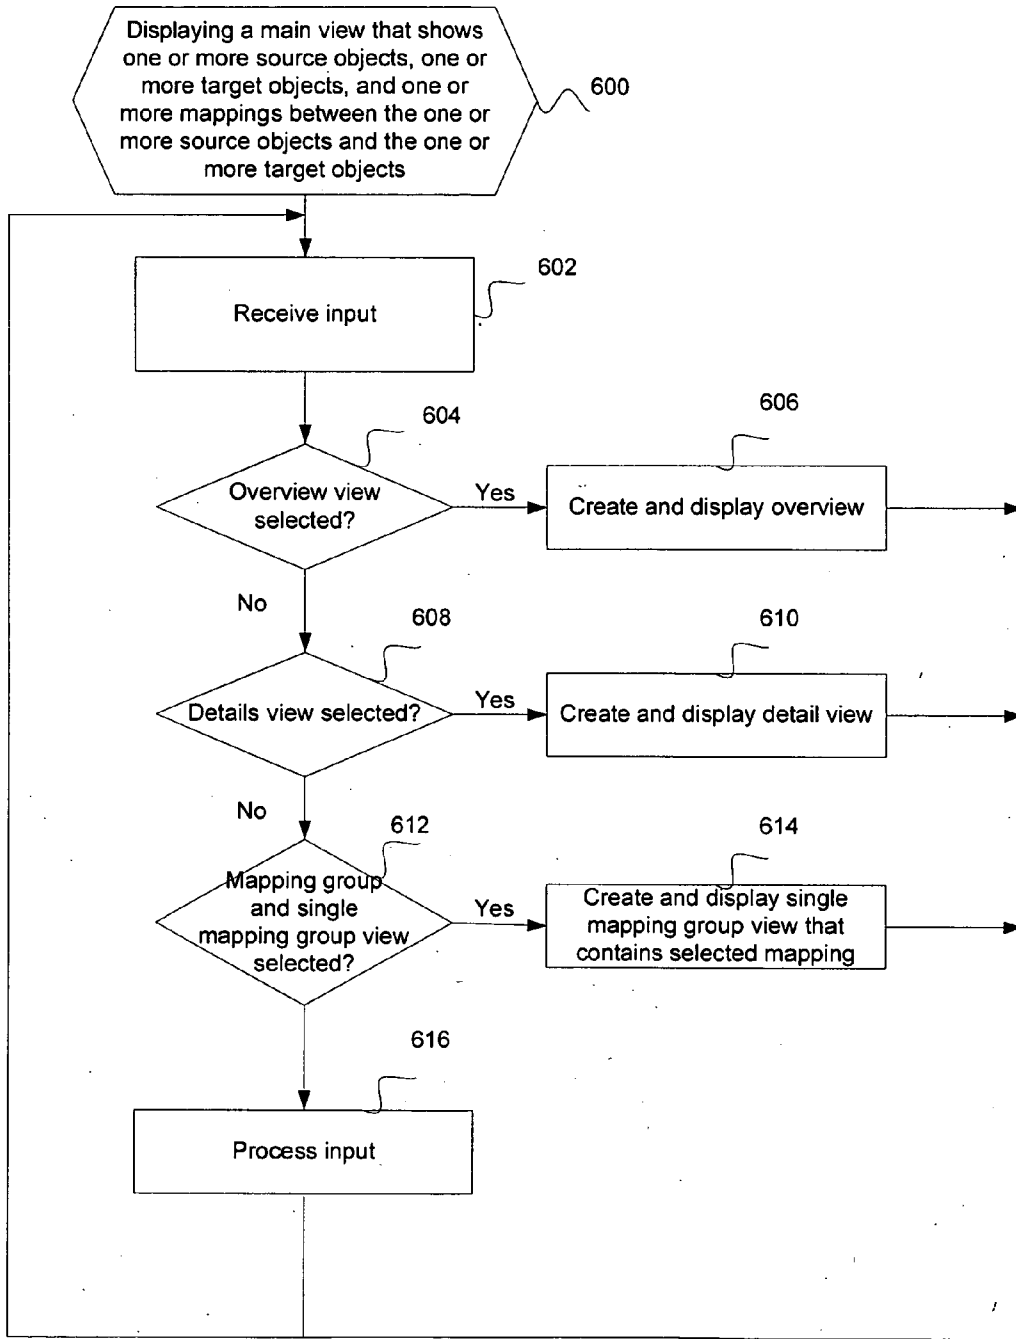 Displaying a main view that shows
one or more source objects, one or
more target objects, and one or
more mappings between the one or
more source objects and the one or
more target objects
600
602
Receive input
604
606
Overview view
selected?
Yes
Create and display overview
No
608
610
Details view selected?
Yes
Create and display detail view
No
612
614
Mapping group
and single
mapping group view
selected?
Yes
Create and display single
mapping group view that
contains selected mapping
616
Process input